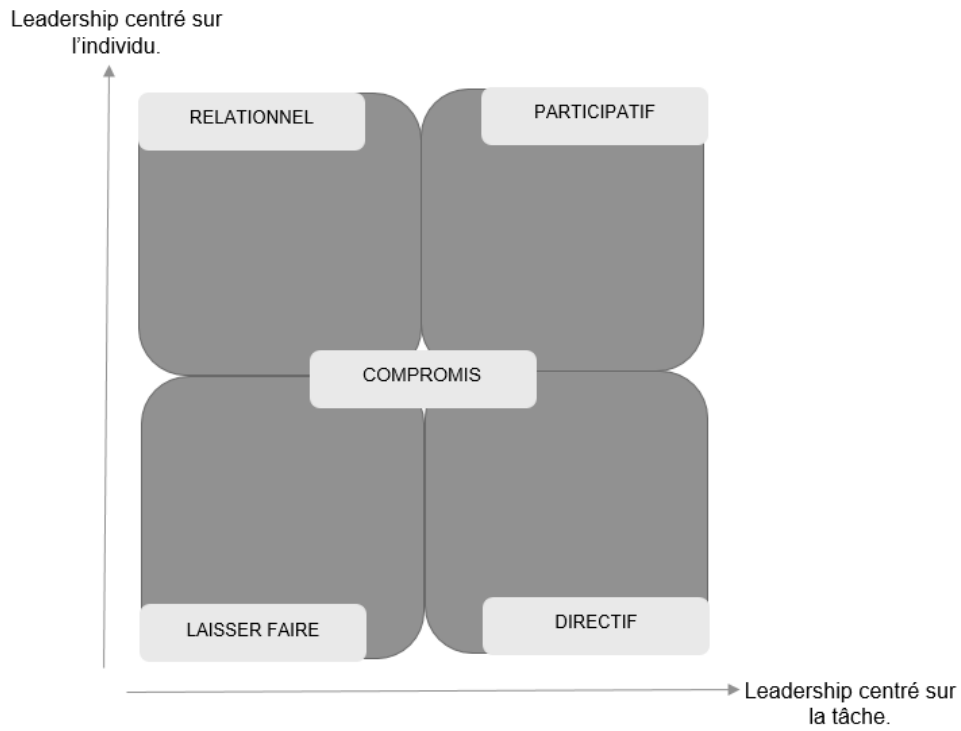 Leadership centré sur
l’individu.
RELATIONNEL
PARTICIPATIF
COMPROMIS
LAISSER FAIRE
DIRECTIF
Leadership centré sur
la tâche.